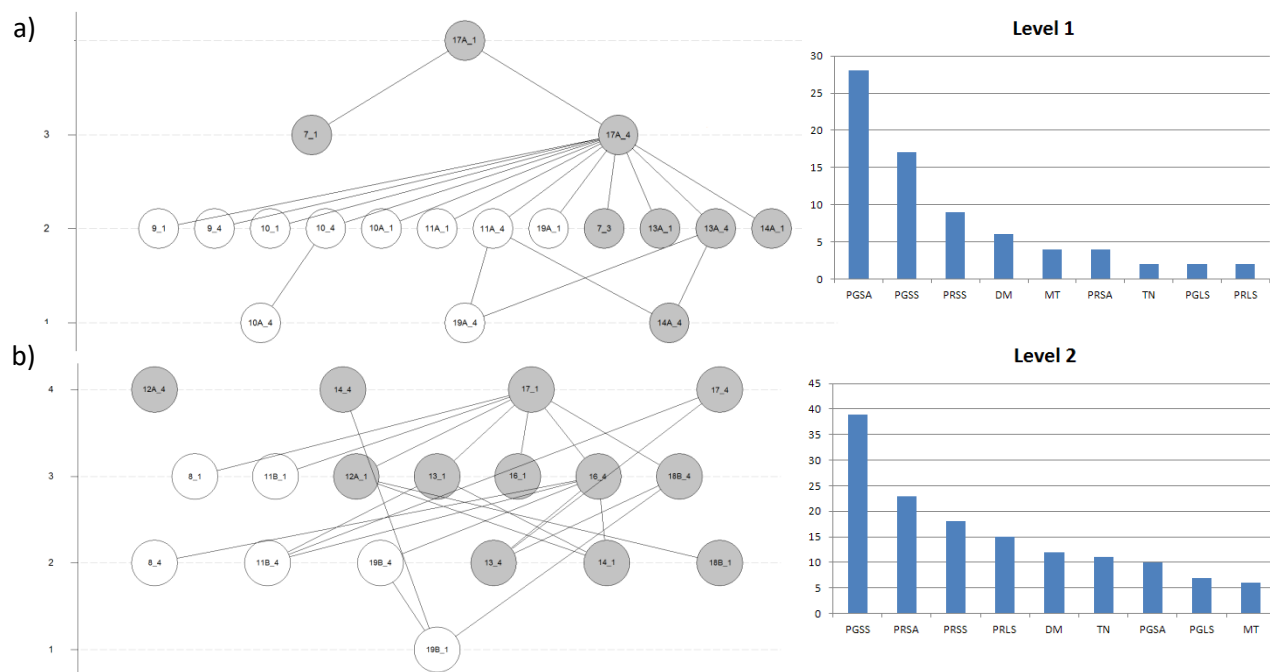 a)
17A_1
3
7_1
17A_4
2
9_1 9_4 10_1 10_4 10A_1 11A_1 11A_4 19A_1 7_3 13A_1 13A_4 14A_1
1
10A_4 19A_4 14A_4
Level 1
30
25
20
15
10
5
0
PGSA PGSS PRSS DM MT PRSA TN PGLS PRLS
b)
4
12A_4 14_4 17_1 17_4
3
8_1 11B_1 12A_1 13_1 16_1 16_4 18B_4
2
8_4 11B_4 19B_4 13_4 14_1 18B_1
1
19B_1
Level 2
45
40
35
30
25
20
15
10
5
0
PGSS PRSA PRSS PRLS DM TN PGSA PGLS MT